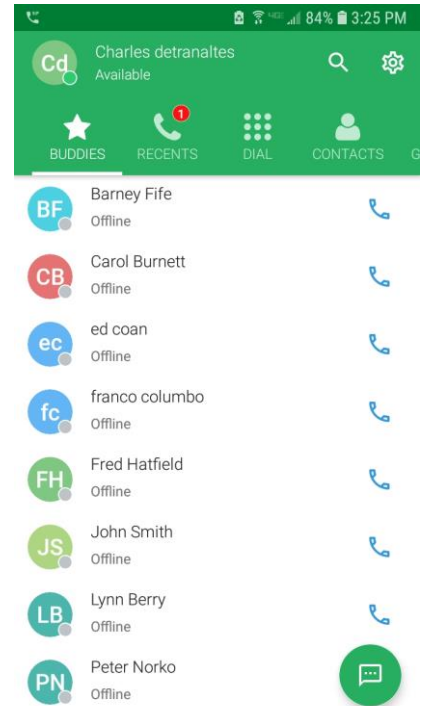 84% 3:25 PM
Cd
Charles detranaltes
Available
1
BUDDIES RECENTS DIAL CONTACTS G
BF
Barney Fife
Offline
CB
Carol Burnett
Offline
ec
ed coan
Offline
fc
franco columbo
Offline
FH
Fred Hatfield
Offline
JS
John Smith
Offline
LB
Lynn Berry
Offline
PN
Peter Norko
Offline